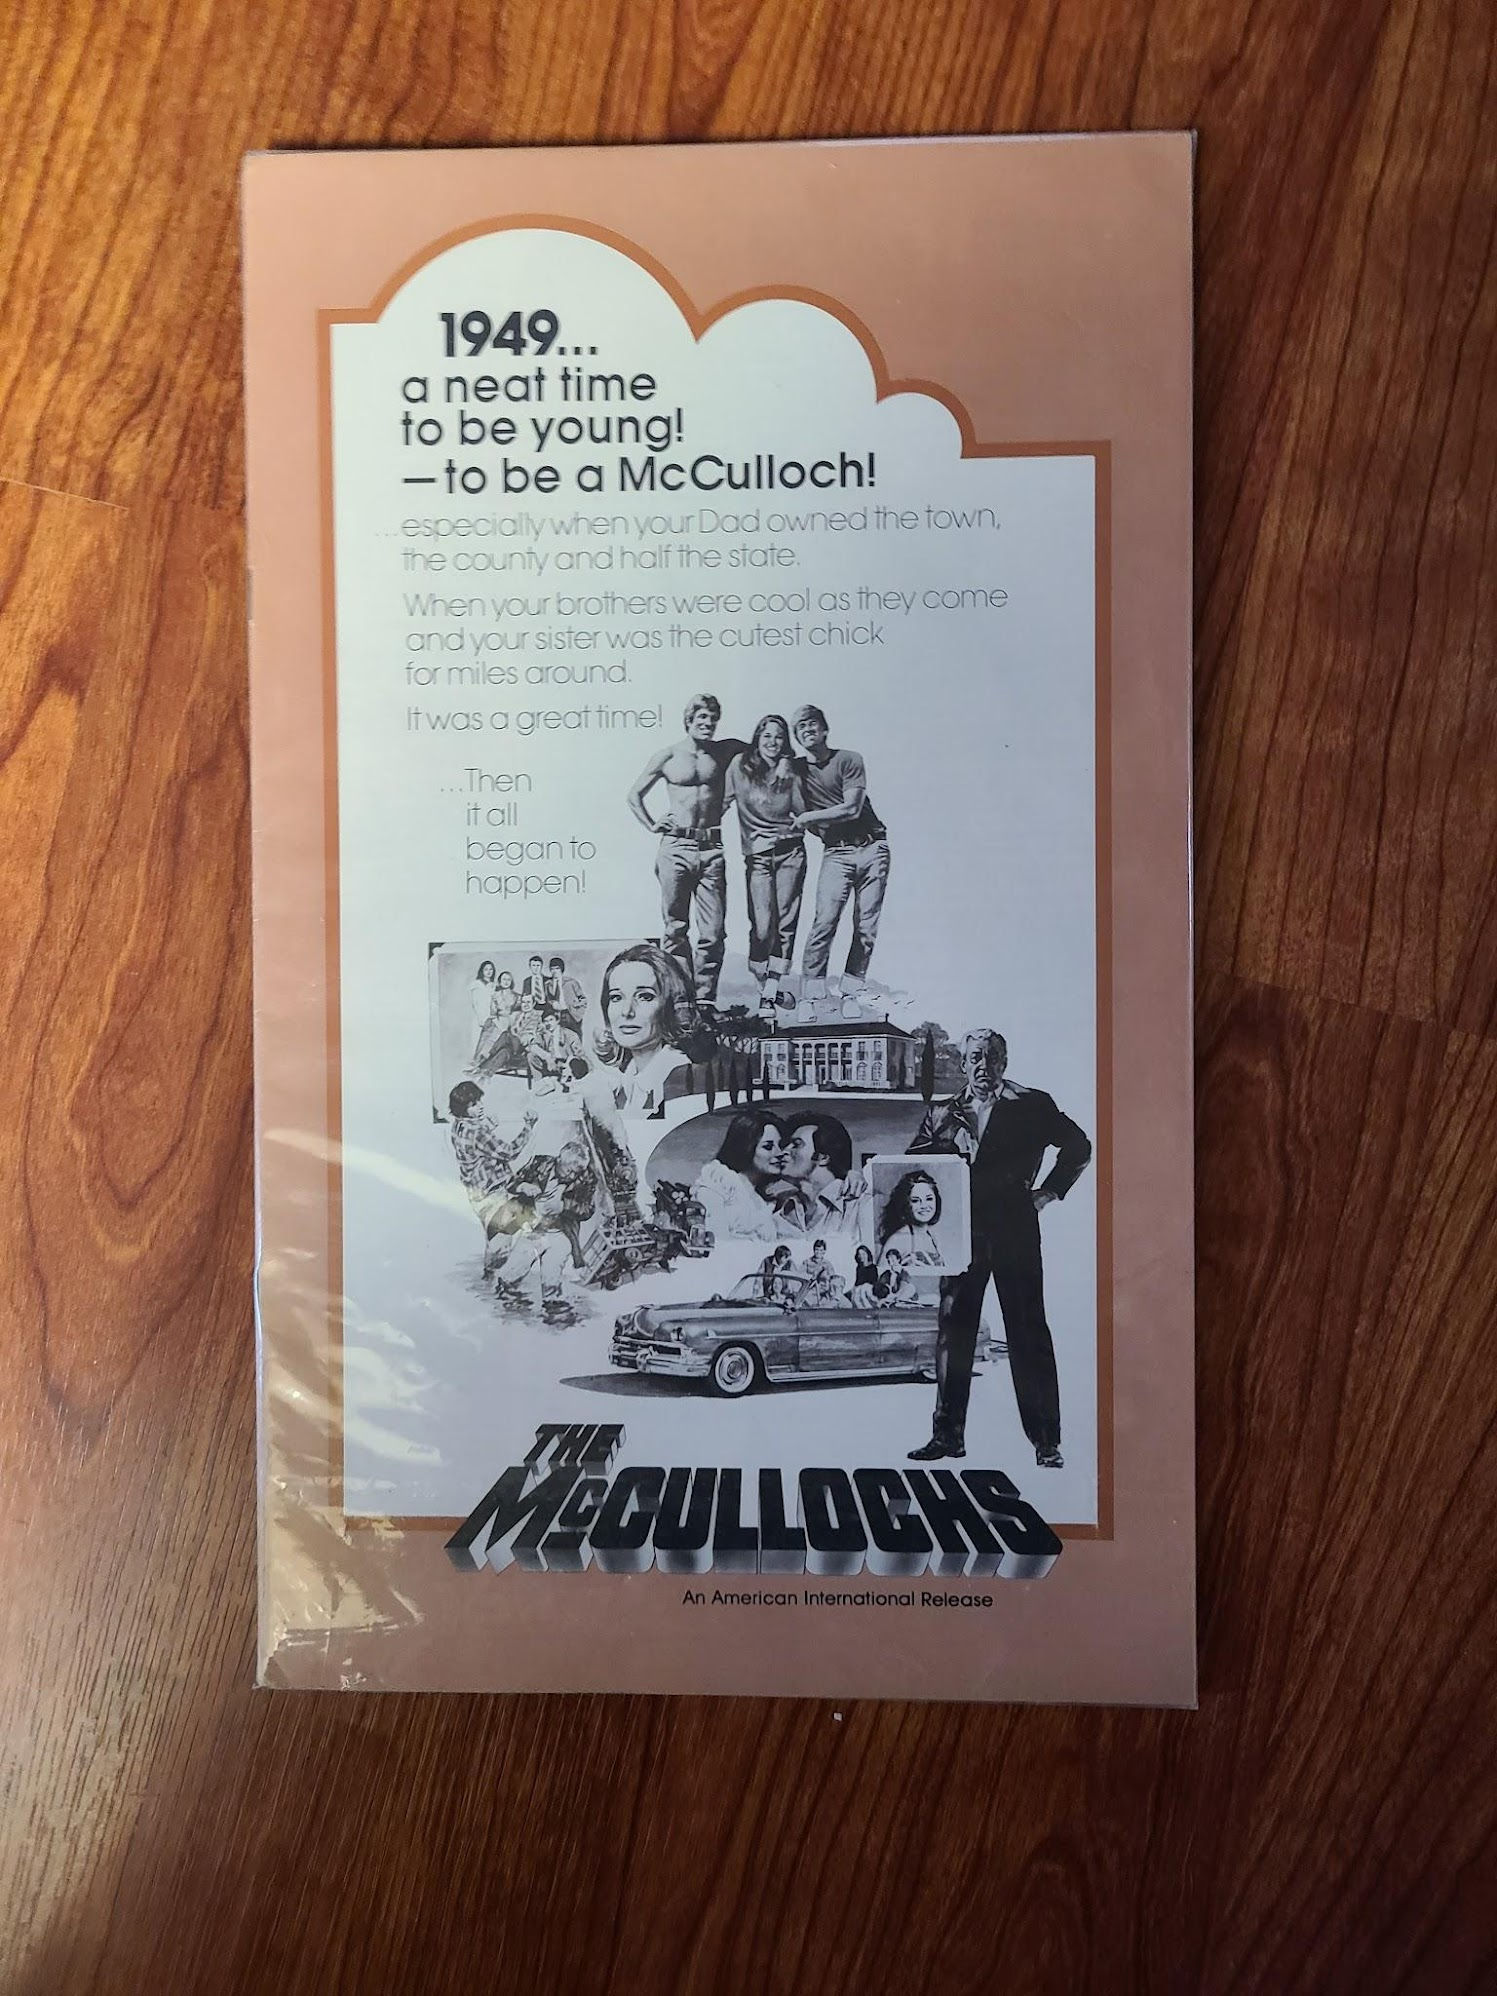 1949...
a neat time
to be young!
—to be a McCulloch!
...especially when your Dad owned the town,
the county and half the state.
When your brothers were cool as they come
and your sister was the cutest chick
for miles around.
It was a great time!
...Then
it all
began to
happen!
THE
McCULLOCHS
An American International Release